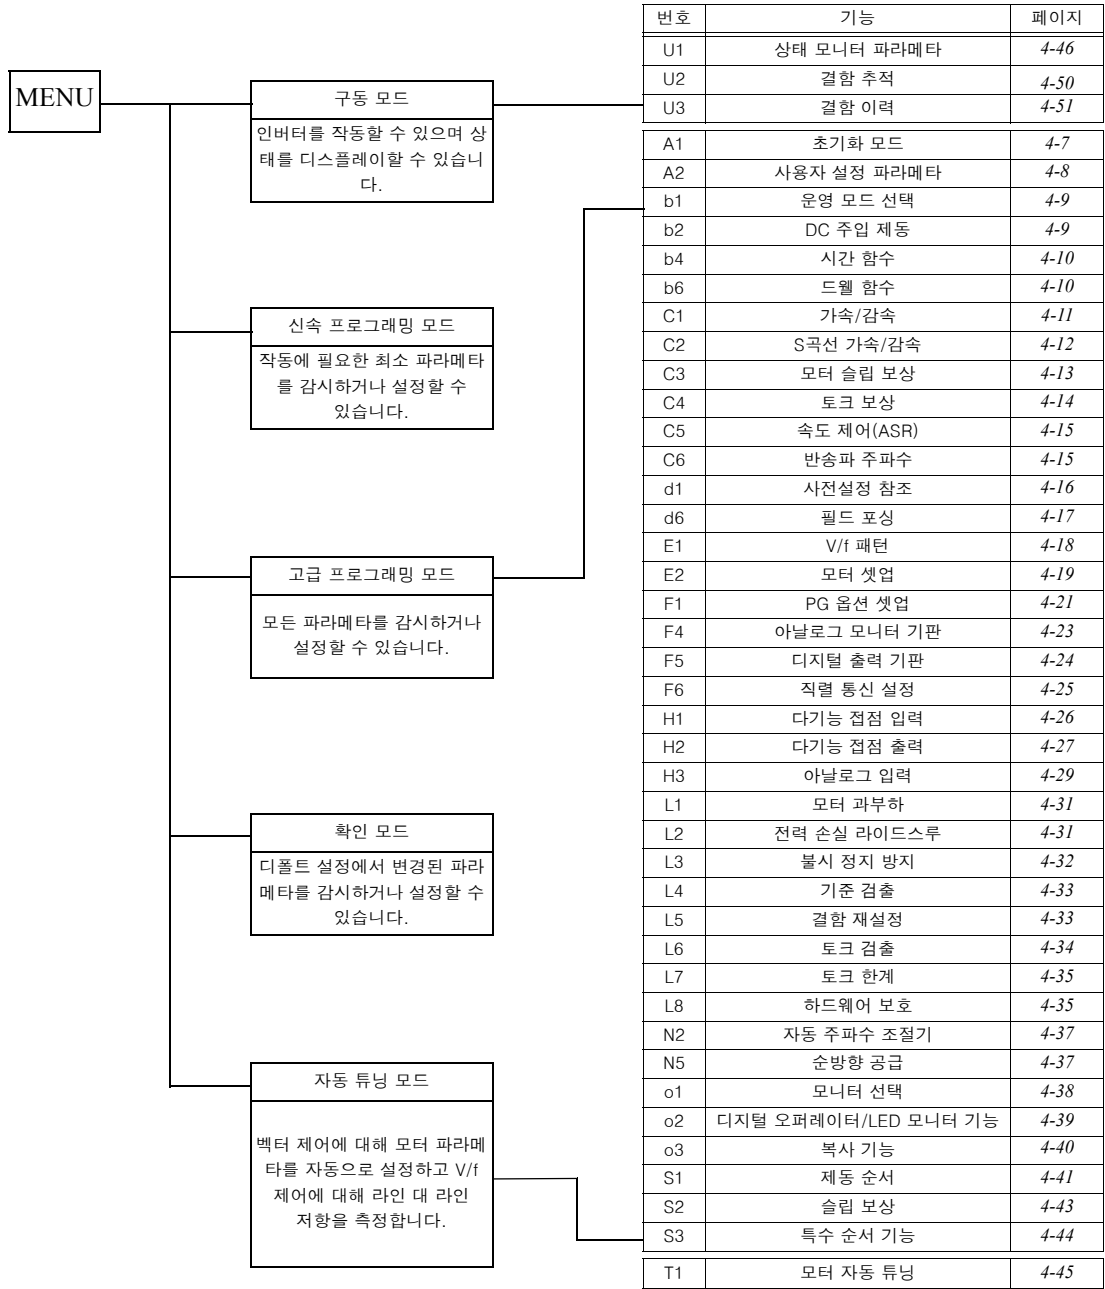 MENU
구동 모드
인버터를 작동할 수 있으며 상
태를 디스플레이할 수 있습니
다.
신속 프로그래밍 모드
작동에 필요한 최소 파라메타
를 감시하거나 설정할 수
있습니다.
고급 프로그래밍 모드
모든 파라메타를 감시하거나
설정할 수 있습니다.
확인 모드
디폴트 설정에서 변경된 파라
메타를 감시하거나 설정할 수
있습니다.
자동 튜닝 모드
벡터 제어에 대해 모터 파라메
타를 자동으로 설정하고 V/f
제어에 대해 라인 대 라인
저항을 측정합니다.
번호 기능 페이지
U1 상태 모니터 파라메타 4-46
U2 결함 추적 4-50
U3 결함 이력 4-51
A1 초기화 모드 4-7
A2 사용자 설정 파라메타 4-8
b1 운영 모드 선택 4-9
b2 DC 주입 제동 4-9
b4 시간 함수 4-10
b6 드웰 함수 4-10
C1 가속/감속 4-11
C2 S곡선 가속/감속 4-12
C3 모터 슬립 보상 4-13
C4 토크 보상 4-14
C5 속도 제어(ASR) 4-15
C6 반송파 주파수 4-15
d1 사전설정 참조 4-16
d6 필드 포싱 4-17
E1 V/f 패턴 4-18
E2 모터 셋업 4-19
F1 PG 옵션 셋업 4-21
F4 아날로그 모니터 기판 4-23
F5 디지털 출력 기판 4-24
F6 직렬 통신 설정 4-25
H1 다기능 접점 입력 4-26
H2 다기능 접점 출력 4-27
H3 아날로그 입력 4-29
L1 모터 과부하 4-31
L2 전력 손실 라이드스루 4-31
L3 불시 정지 방지 4-32
L4 기준 검출 4-33
L5 결함 재설정 4-33
L6 토크 검출 4-34
L7 토크 한계 4-35
L8 하드웨어 보호 4-35
N2 자동 주파수 조절기 4-37
N5 순방향 공급 4-37
o1 모니터 선택 4-38
o2 디지털 오퍼레이터/LED 모니터 기능 4-39
o3 복사 기능 4-40
S1 제동 순서 4-41
S2 슬립 보상 4-43
S3 특수 순서 기능 4-44
T1 모터 자동 튜닝 4-45